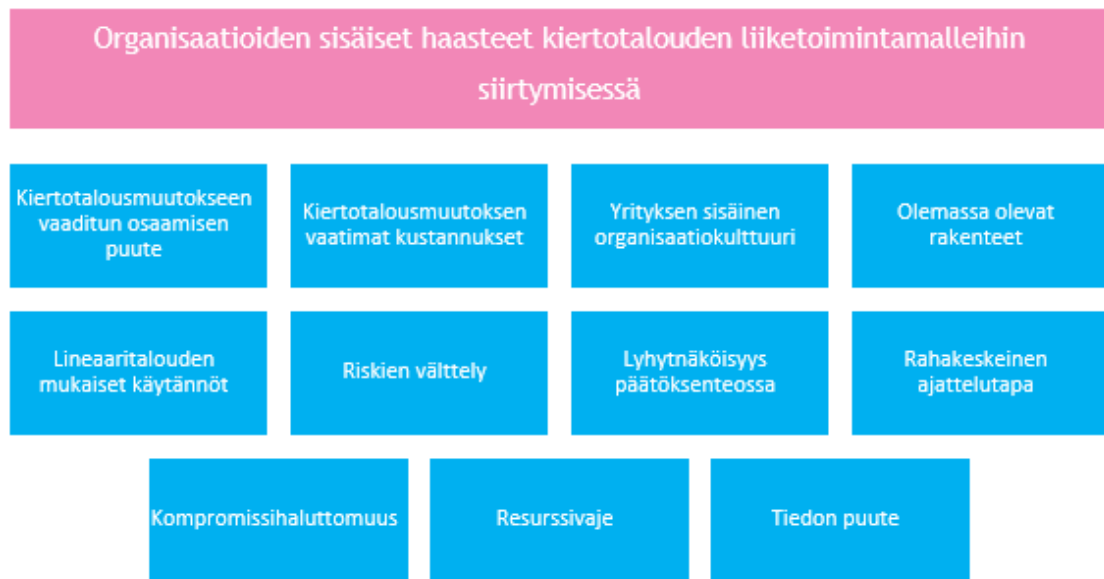 Organisaatioiden sisäiset haasteet kiertotalouden liiketoimintamalleihin
siirtymisessä
Kiertotalousmuutokseen
vaaditun osaamisen
puute
Kiertotalousmuutoksen
vaatimat kustannukset
Yrityksen sisäinen
organisaatiokulttuuri
Olemassa olevat
rakenteet
Lineaaritalouden
mukaiset käytännöt
Riskien välttely
Lyhytnäköisyys
päätöksenteossa
Rahakeskeinen
ajattelutapa
Kompromissihaluttomuus
Resurssivaje
Tiedon puute